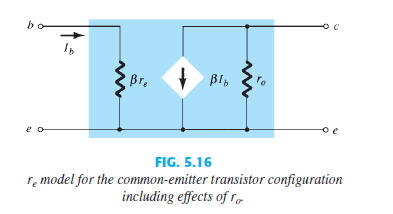 b
c
I_b
βr_e
βI_b
r_o
e
e
FIG. 5.16
r_e model for the common-emitter transistor configuration
including effects of r_o.